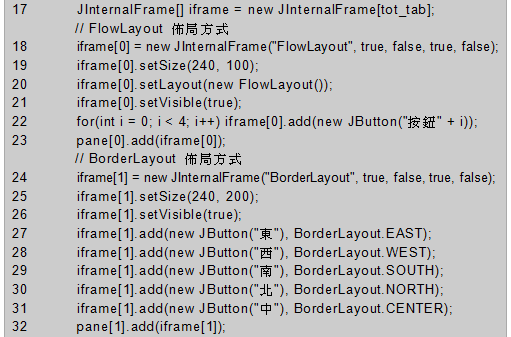 17 JInternalFrame[] iframe = new JInternalFrame[tot_tab];
// FlowLayout 佈局方式
18 iframe[0] = new JInternalFrame("FlowLayout", true, false, true, false);
19 iframe[0].setSize(240, 100);
20 iframe[0].setLayout(new FlowLayout());
21 iframe[0].setVisible(true);
22 for(int i = 0; i < 4; i++) iframe[0].add(new JButton("按鈕" + i));
23 pane[0].add(iframe[0]);
// BorderLayout 佈局方式
24 iframe[1] = new JInternalFrame("BorderLayout", true, false, true, false);
25 iframe[1].setSize(240, 200);
26 iframe[1].setVisible(true);
27 iframe[1].add(new JButton("東"), BorderLayout.EAST);
28 iframe[1].add(new JButton("西"), BorderLayout.WEST);
29 iframe[1].add(new JButton("南"), BorderLayout.SOUTH);
30 iframe[1].add(new JButton("北"), BorderLayout.NORTH);
31 iframe[1].add(new JButton("中"), BorderLayout.CENTER);
32 pane[1].add(iframe[1]);